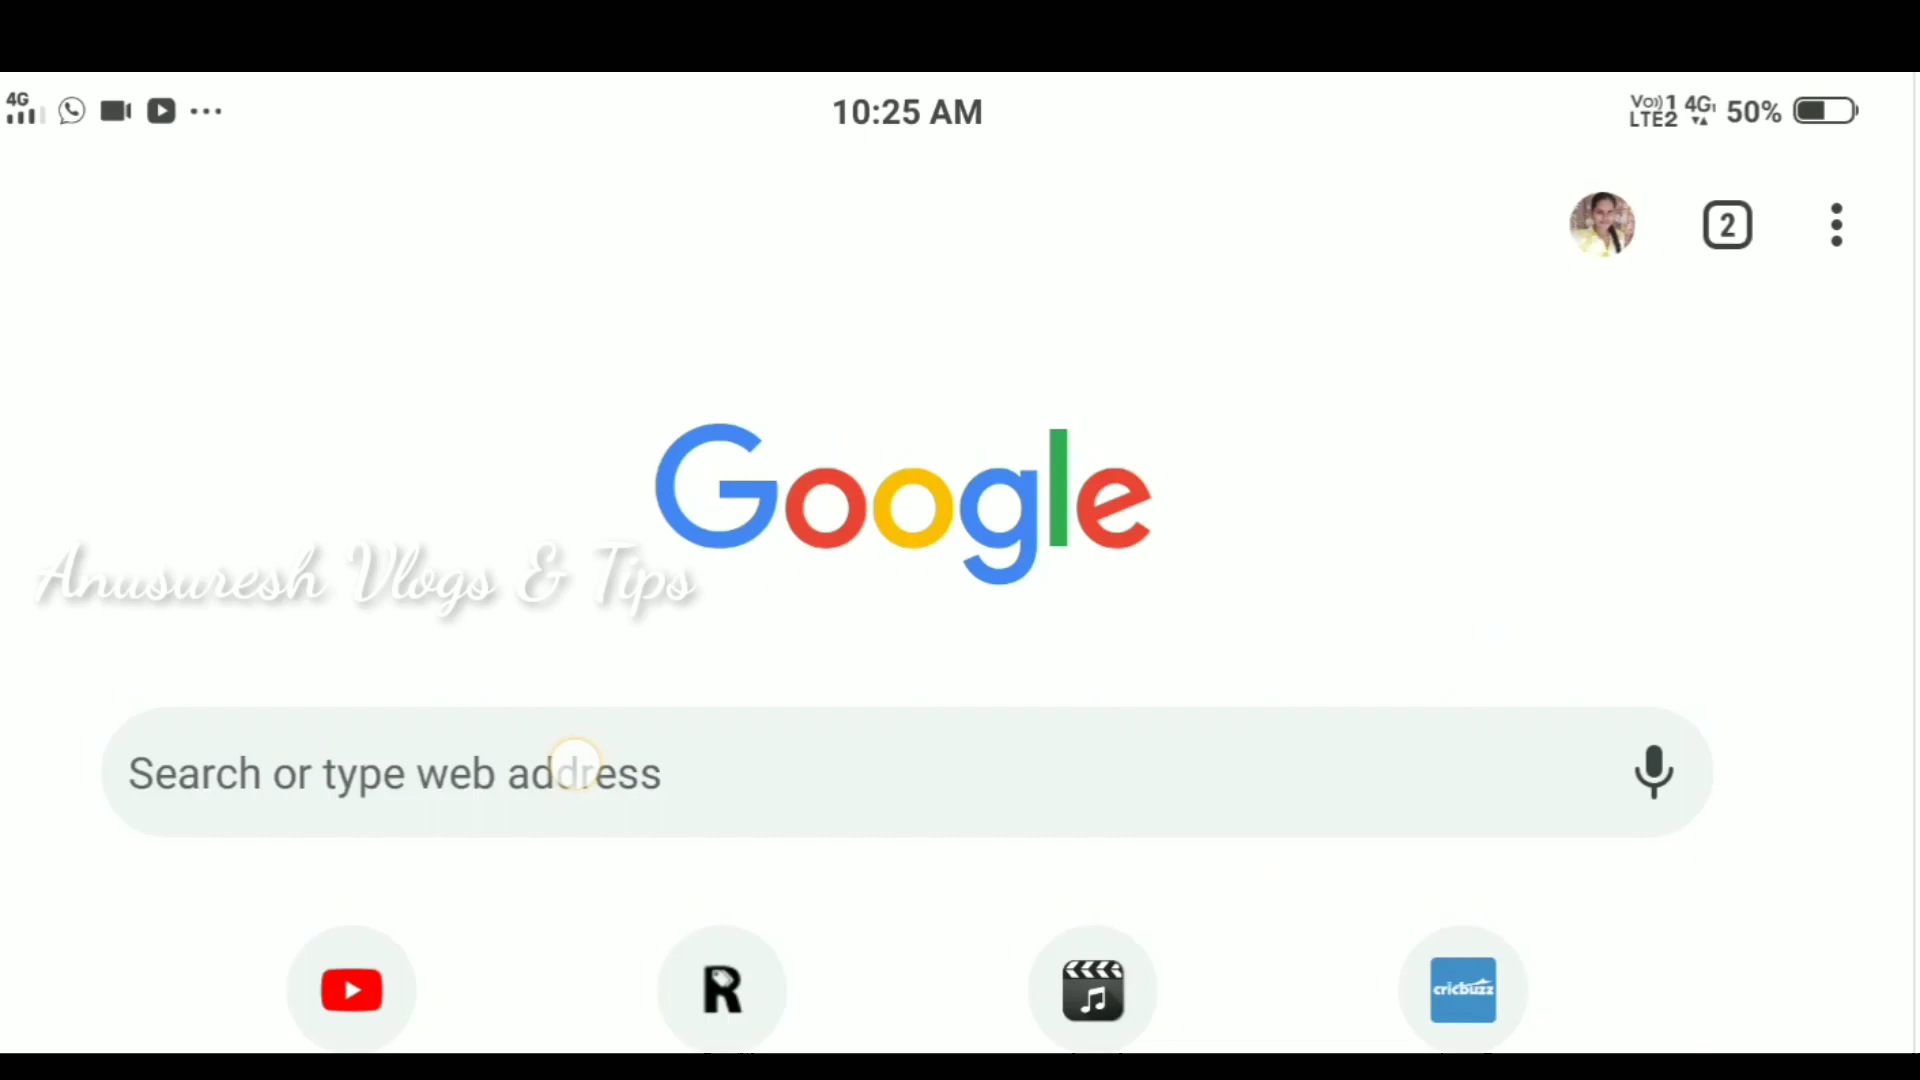 4G 10:25 AM Vo)) 1 4G 50%
LTE2
2
Google
Anusuresh Vlogs & Tips
Search or type web address
R cricbuzz